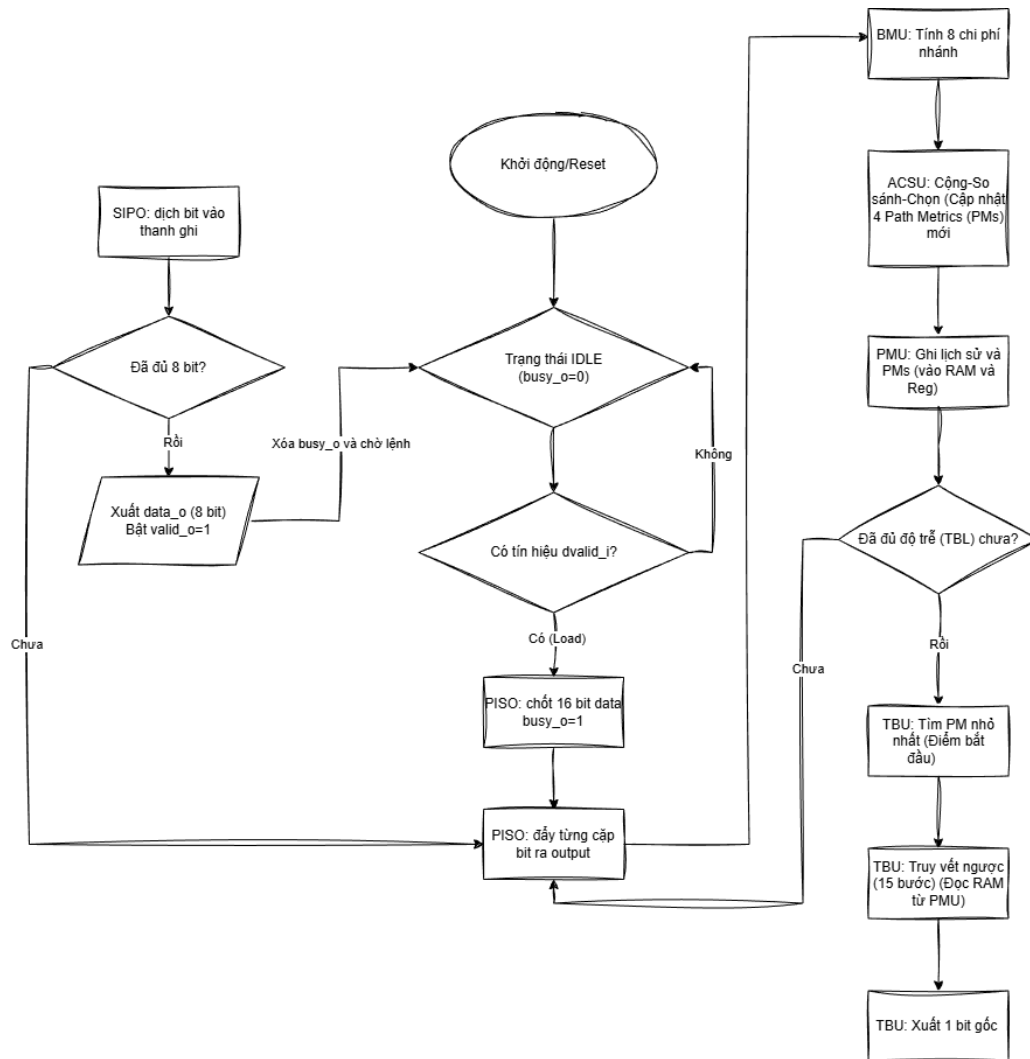 BMU: Tính 8 chi phí
nhánh
Khởi động/Reset
SIPO: dịch bit vào
thanh ghi
ACSU: Cộng-So
sánh-Chọn (Cập nhật
4 Path Metrics (PMs)
mới
Đã đủ 8 bit?
Trạng thái IDLE
(busy_o=0)
PMU: Ghi lịch sử và
PMs (vào RAM và
Reg)
Rồi
Xóa busy_o và chờ lệnh
Không
Xuất data_o (8 bit)
Bật valid_o=1
Có tín hiệu dvalid_i?
Đã đủ độ trễ (TBL) chưa?
Chưa
Có (Load)
Chưa
Rồi
PISO: chốt 16 bit data
busy_o=1
TBU: Tìm PM nhỏ
nhất (Điểm bắt
đầu)
PISO: đẩy từng cặp
bit ra output
TBU: Truy vết ngược
(15 bước) (Đọc RAM
từ PMU)
TBU: Xuất 1 bit gốc